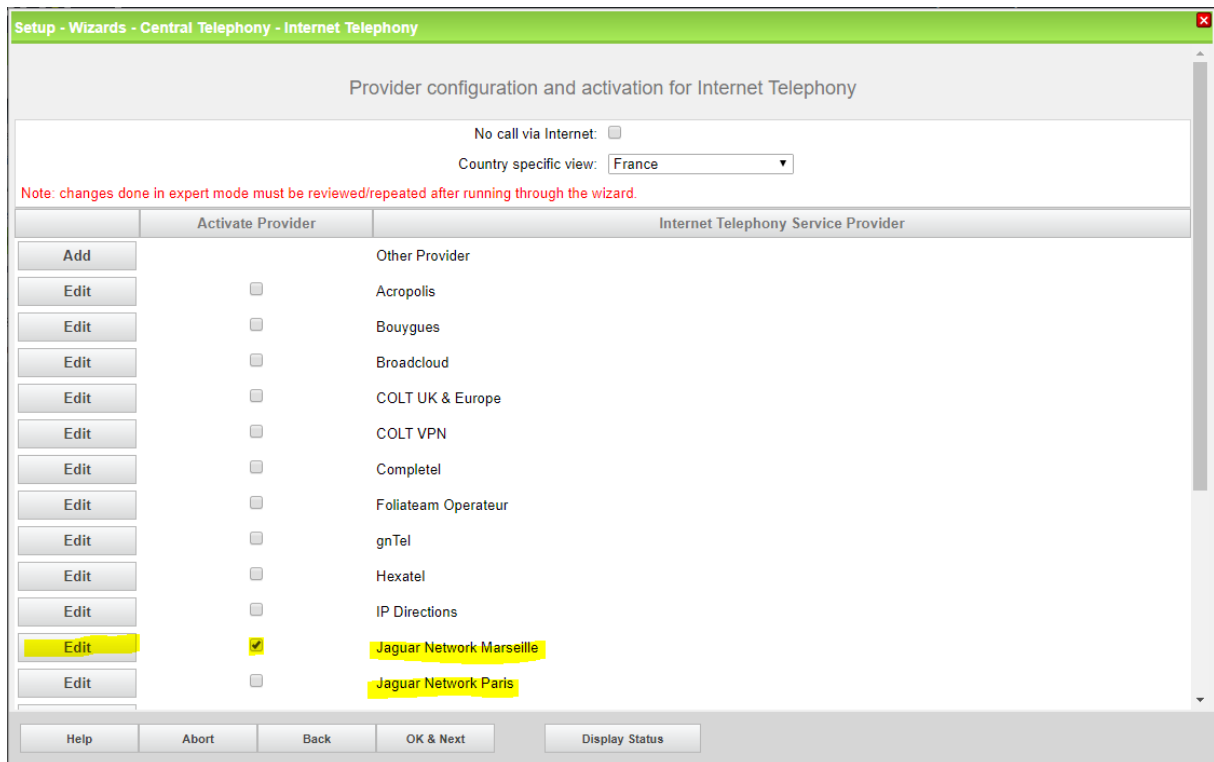 Setup - Wizards - Central Telephony - Internet Telephony
Provider configuration and activation for Internet Telephony
No call via Internet:
Country specific view: France
Note: changes done in expert mode must be reviewed/repeated after running through the wizard.
Activate Provider Internet Telephony Service Provider
Add Other Provider
Edit Acropolis
Edit Bouygues
Edit Broadcloud
Edit COLT UK & Europe
Edit COLT VPN
Edit Completel
Edit Foliateam Operateur
Edit gnTel
Edit Hexatel
Edit IP Directions
Edit Jaguar Network Marseille
Edit Jaguar Network Paris
Help Abort Back OK & Next Display Status